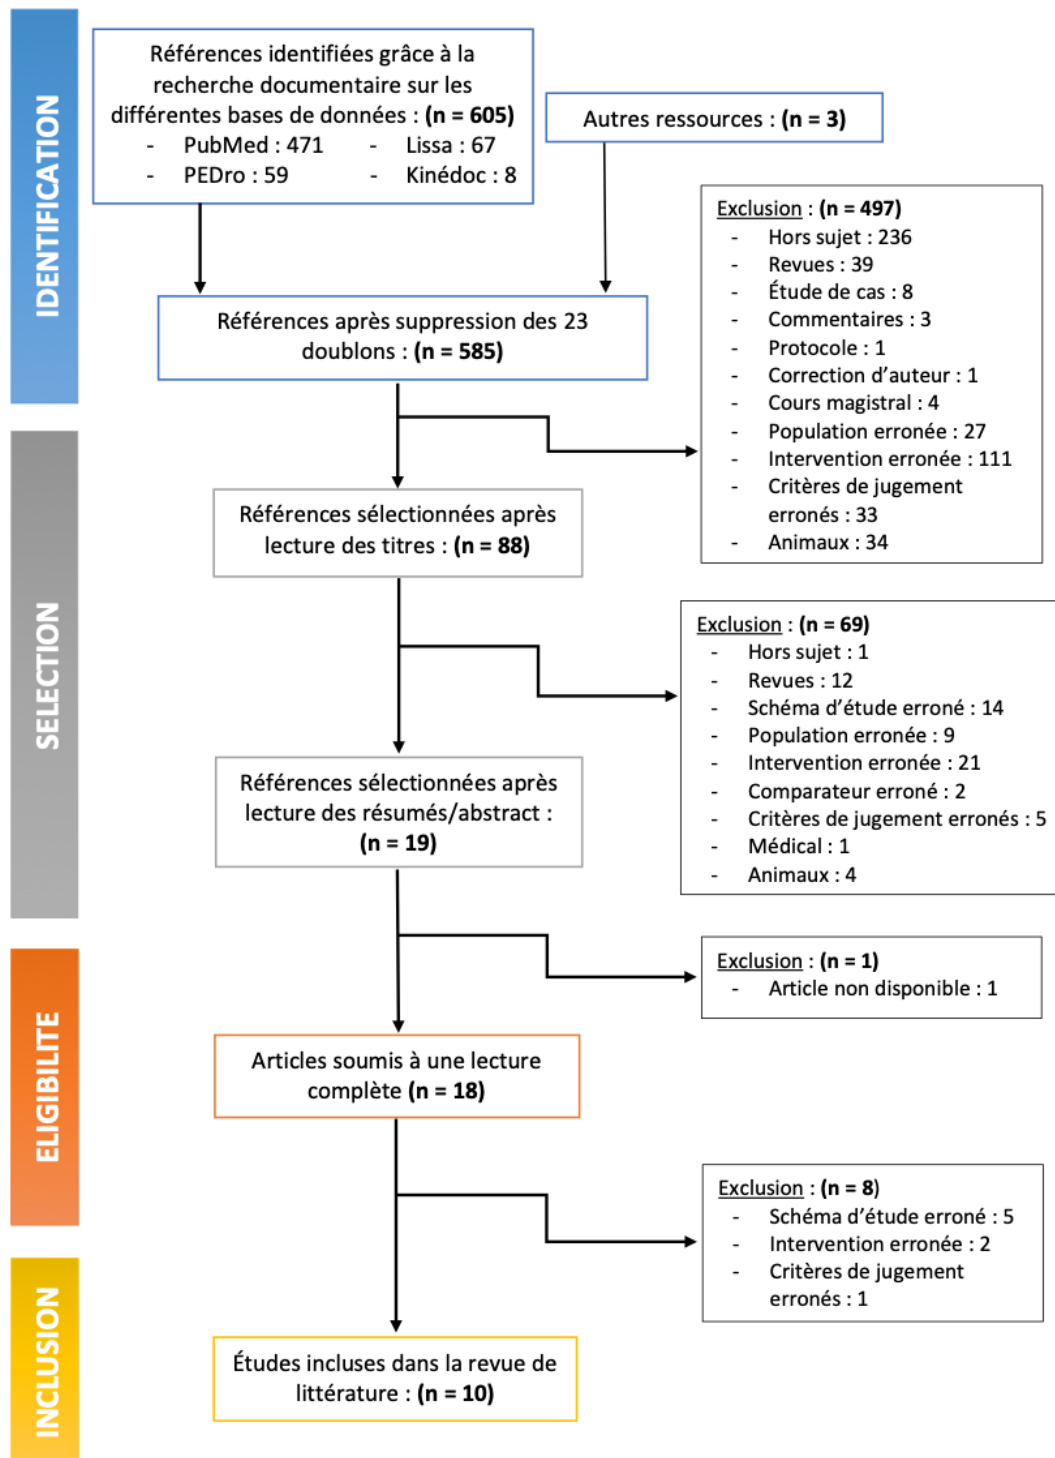 IDENTIFICATION
Références identifiées grâce à la
recherche documentaire sur les
différentes bases de données : (n = 605)
- PubMed : 471 - Lissa : 67
- PEDro : 59 - Kinédoc : 8
Autres ressources : (n = 3)
Références après suppression des 23
doublons : (n = 585)
Exclusion : (n = 497)
- Hors sujet : 236
- Revues : 39
- Étude de cas : 8
- Commentaires : 3
- Protocole : 1
- Correction d'auteur : 1
- Cours magistral : 4
- Population erronée : 27
- Intervention erronée : 111
- Critères de jugement
erronés : 33
- Animaux : 34
SELECTION
Références sélectionnées après
lecture des titres : (n = 88)
Exclusion : (n = 69)
- Hors sujet : 1
- Revues : 12
- Schéma d'étude erroné : 14
- Population erronée : 9
- Intervention erronée : 21
- Comparateur erroné : 2
- Critères de jugement erronés : 5
- Médical : 1
- Animaux : 4
Références sélectionnées après
lecture des résumés/abstract :
(n = 19)
ELIGIBILITE
Exclusion : (n = 1)
- Article non disponible : 1
Articles soumis à une lecture
complète (n = 18)
Exclusion : (n = 8)
- Schéma d'étude erroné : 5
- Intervention erronée : 2
- Critères de jugement
erronés : 1
INCLUSION
Études incluses dans la revue de
littérature : (n = 10)